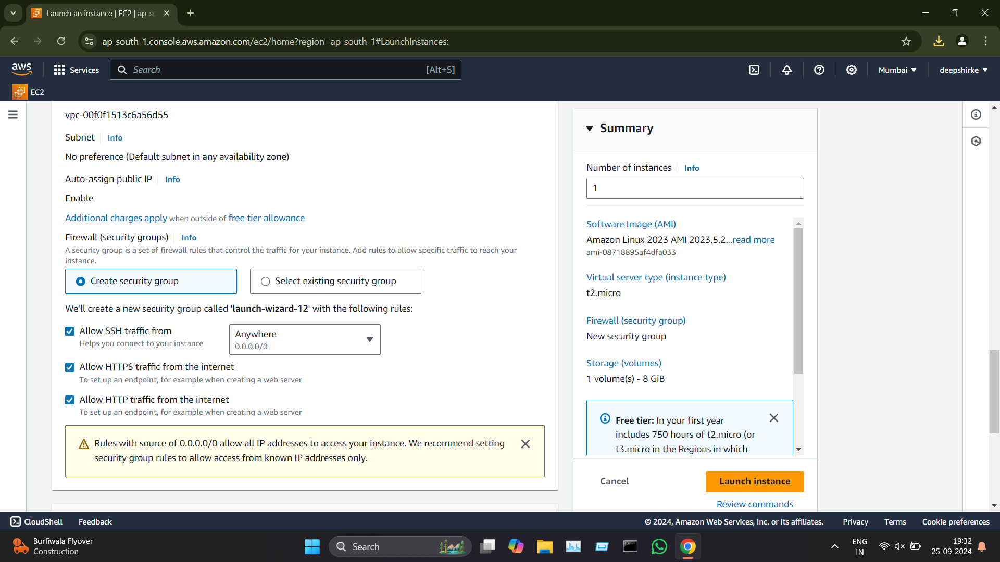 Launch an instance | EC2 | ap-so
ap-south-1.console.aws.amazon.com/ec2/home?region=ap-south-1#LaunchInstances:
aws
Services
Search
[Alt+S]
Mumbai
deepshirke
EC2
vpc-00f0f1513c6a56d55
Subnet Info
No preference (Default subnet in any availability zone)
Auto-assign public IP Info
Enable
Additional charges apply when outside of free tier allowance
Firewall (security groups) Info
A security group is a set of firewall rules that control the traffic for your instance. Add rules to allow specific traffic to reach your
instance.
Create security group
Select existing security group
We'll create a new security group called 'launch-wizard-12' with the following rules:
Allow SSH traffic from
Helps you connect to your instance
Anywhere
0.0.0.0/0
Allow HTTPS traffic from the internet
To set up an endpoint, for example when creating a web server
Allow HTTP traffic from the internet
To set up an endpoint, for example when creating a web server
Rules with source of 0.0.0.0/0 allow all IP addresses to access your instance. We recommend setting
security group rules to allow access from known IP addresses only.
Summary
Number of instances Info
1
Software Image (AMI)
Amazon Linux 2023 AMI 2023.5.2...read more
ami-08718895af4dfa033
Virtual server type (instance type)
t2.micro
Firewall (security group)
New security group
Storage (volumes)
1 volume(s) - 8 GiB
Free tier: In your first year
includes 750 hours of t2.micro (or
t3.micro in the Regions in which
Cancel
Launch instance
Review commands
CloudShell
Feedback
© 2024, Amazon Web Services, Inc. or its affiliates.
Privacy
Terms
Cookie preferences
Burfiwala Flyover
Construction
Search
ENG
IN
19:32
25-09-2024